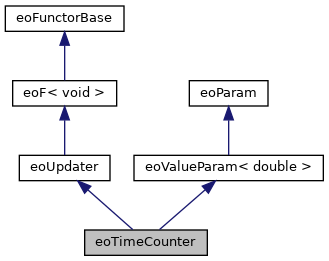 eoFunctorBase
eoF< void >
eoParam
eoUpdater
eoValueParam< double >
eoTimeCounter